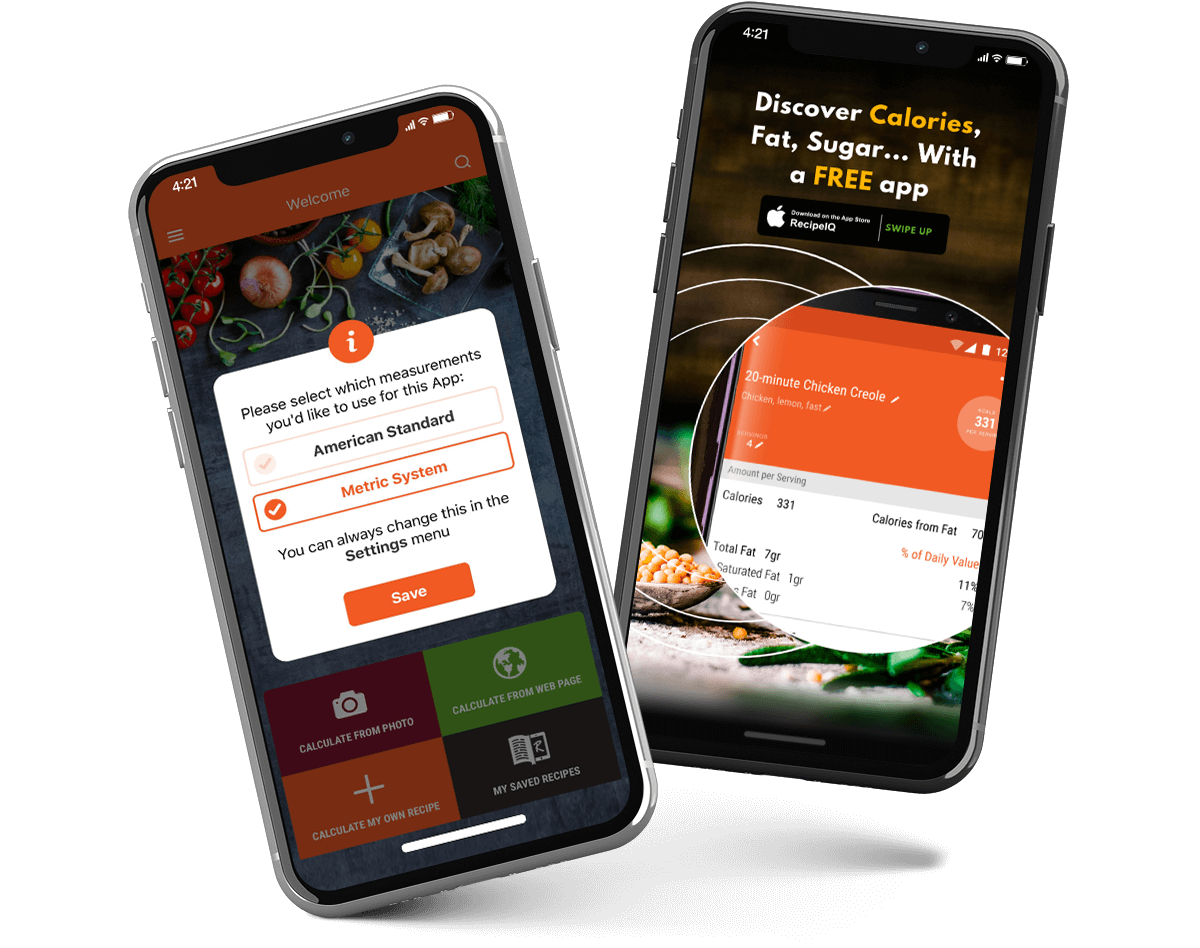 4:21
Welcome
i
Please select which measurements
you'd like to use for this App:
American Standard
Metric System
You can always change this in the
Settings menu
Save
CALCULATE FROM PHOTO
CALCULATE FROM WEB PAGE
CALCULATE MY OWN RECIPE
MY SAVED RECIPES
4:21
Discover Calories,
Fat, Sugar... With
a FREE app
Download on the App Store
RecipeIQ
SWIPE UP
12
20-minute Chicken Creole
Chicken, lemon, fast
SERVINGS
4
331
PER SERVIN
Amount per Serving
Calories 331
Calories from Fat 70
% of Daily Value
Total Fat 7gr
11%
Saturated Fat 1gr
7%
s Fat 0gr